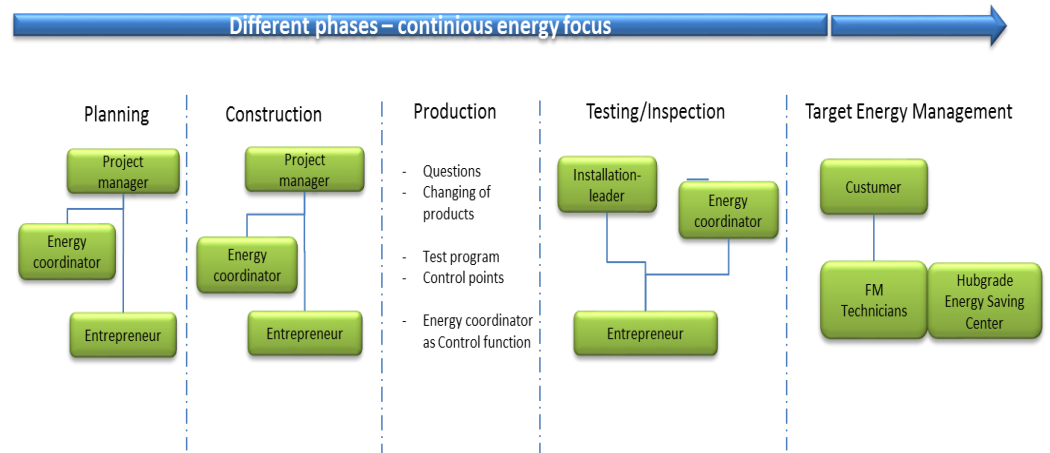 Different phases – continious energy focus
Planning
Project
manager
Energy
coordinator
Entrepreneur
Construction
Project
manager
Energy
coordinator
Entrepreneur
Production
- Questions
- Changing of
products
- Test program
- Control points
- Energy coordinator
as Control function
Testing/Inspection
Installation-
leader
Energy
coordinator
Entrepreneur
Target Energy Management
Custumer
FM
Technicians
Hubgrade
Energy Saving
Center